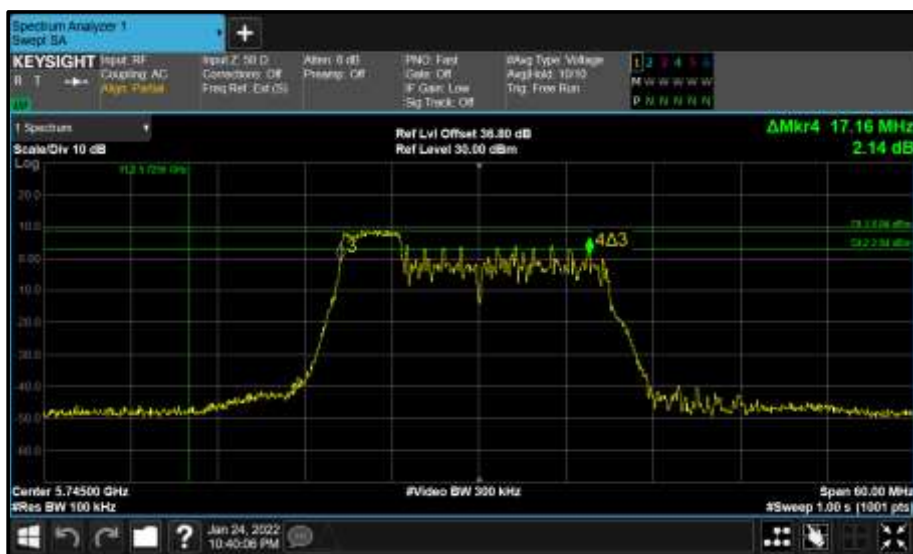 Spectrum Analyzer 1
Swept SA
+
KEYSIGHT
Input: RF
Coupling: AC
Align: Partial
Input Z: 50 Ω
Corrections: Off
Freq Ref: Ext (S)
Atten: 0 dB
Preamp: Off
PNO: Fast
Gate: Off
IF Gain: Low
Sig Track: Off
#Avg Type: Voltage
Avg|Hold: 10/10
Trig: Free Run
1 2 3 4 5 6
M W W W W W
P N N N N N
R T
1 Spectrum
Scale/Div 10 dB
Ref Lvl Offset 36.80 dB
Ref Level 30.00 dBm
ΔMkr4 17.16 MHz
2.14 dB
Log
20.0
10.0
0.00
-10.0
-20.0
-30.0
-40.0
-50.0
-60.0
3
4Δ3
Center 5.74500 GHz
#Res BW 100 kHz
#Video BW 300 kHz
Span 60.00 MHz
#Sweep 1.00 s (1001 pts)
?
Jan 24, 2022
10:40:06 PM